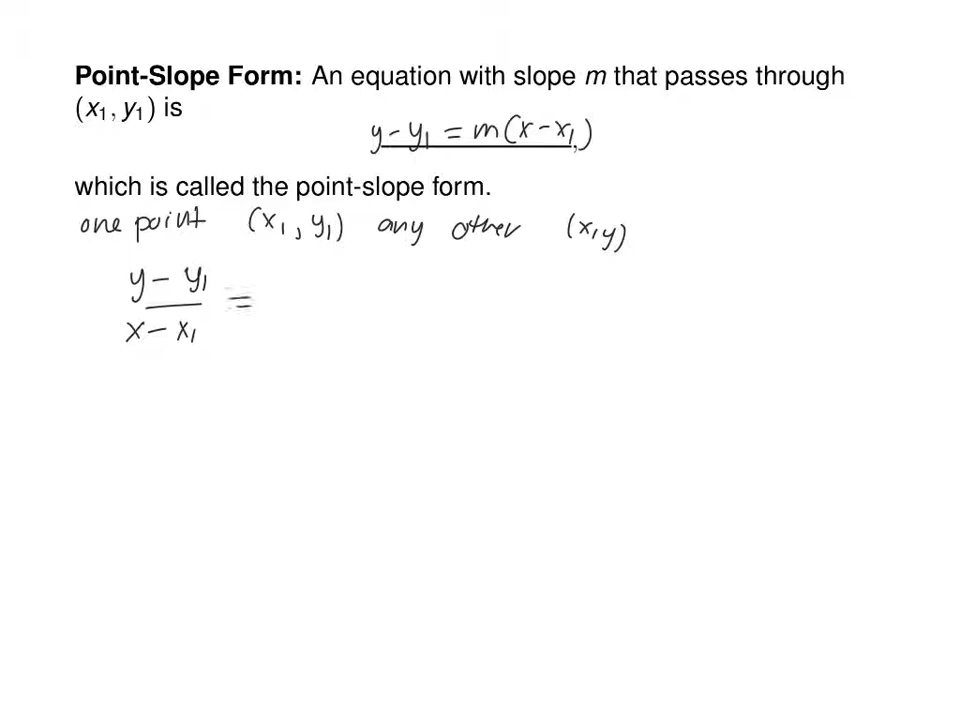 Point-Slope Form: An equation with slope m that passes through
(x₁, y₁) is
y - y₁ = m(x - x₁)
which is called the point-slope form.
one point (x₁, y₁) any other (x, y)
y - y₁
x - x₁ =